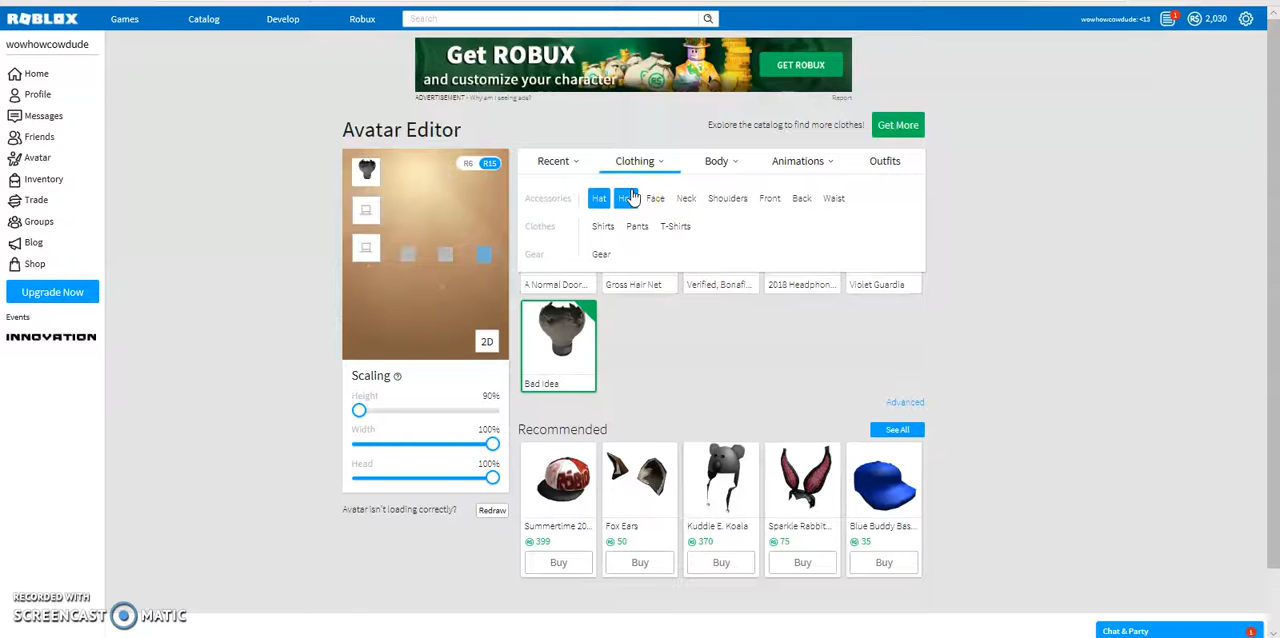 ROBLOX Games Catalog Develop Robux Search wowhowcowdude: <13 1 R$ 2,030
wowhowcowdude
Home
Profile
Messages
Friends
Avatar
Inventory
Trade
Groups
Blog
Shop
Upgrade Now
Events
INNOVATION
Get ROBUX
and customize your character
GET ROBUX
ADVERTISEMENT - Why am I seeing ads? Report
Avatar Editor
Explore the catalog to find more clothes! Get More
R6 R15
2D
Recent Clothing Body Animations Outfits
Accessories Hat Face Neck Shoulders Front Back Waist
Clothes Shirts Pants T-Shirts
Gear Gear
A Normal Door... Gross Hair Net Verified, Bonafi... 2018 Headphon... Violet Guardia
Bad Idea
Advanced
Scaling ?
Height 90%
Width 100%
Head 100%
Avatar isn't loading correctly? Redraw
Recommended See All
Summertime 20... Fox Ears Kuddle E. Koala Sparkle Rabbit... Blue Buddy Bas...
399 50 370 75 35
Buy Buy Buy Buy Buy
RECORDED WITH
SCREENCAST MATIC
Chat & Party 1